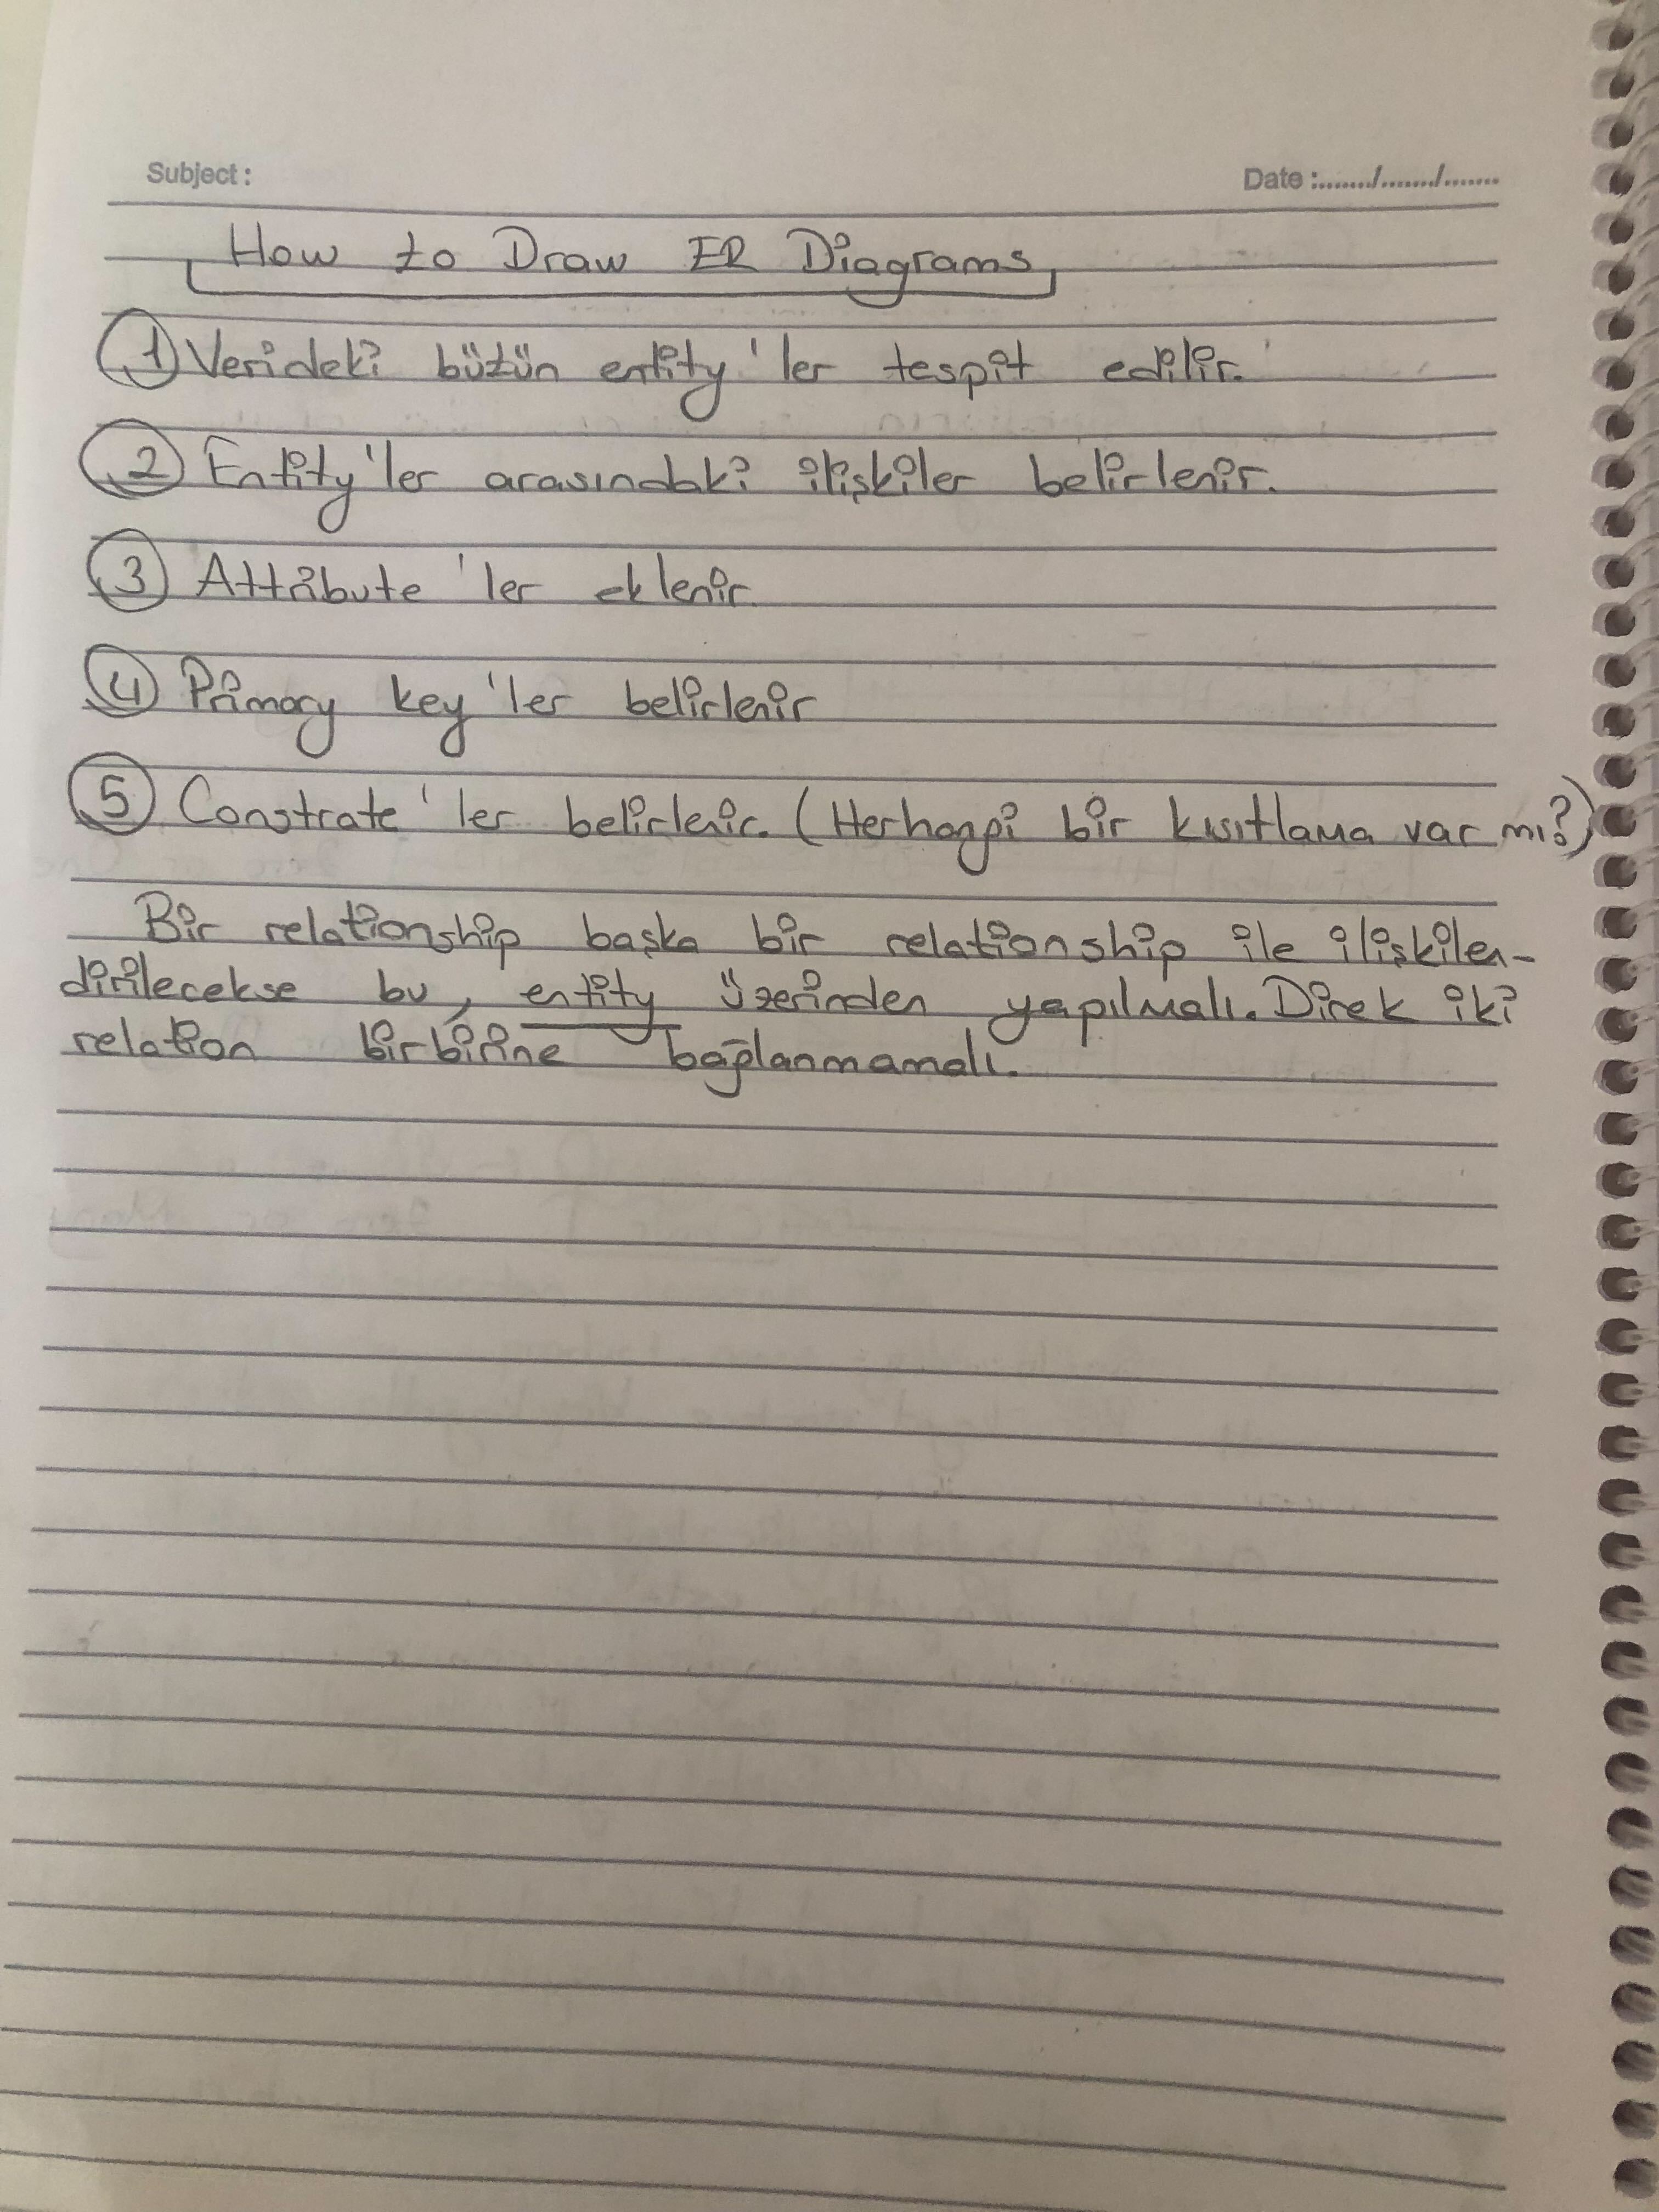 Subject :
Date :......../......../........
How to Draw ER Diagrams
1 Verideki bütün entity'ler tespit edilir.
2 Entity'ler arasındaki ilişkiler belirlenir.
3 Attribute'ler eklenir.
4 Primary key'ler belirlenir
5 Constrate'ler belirlenir. (Herhangi bir kısıtlama var mı?)
Bir relationship başka bir relationship ile ilişkilen-
dirilecekse bu, entity üzerinden yapılmalı. Direk iki
relation birbirine bağlanmamalı.